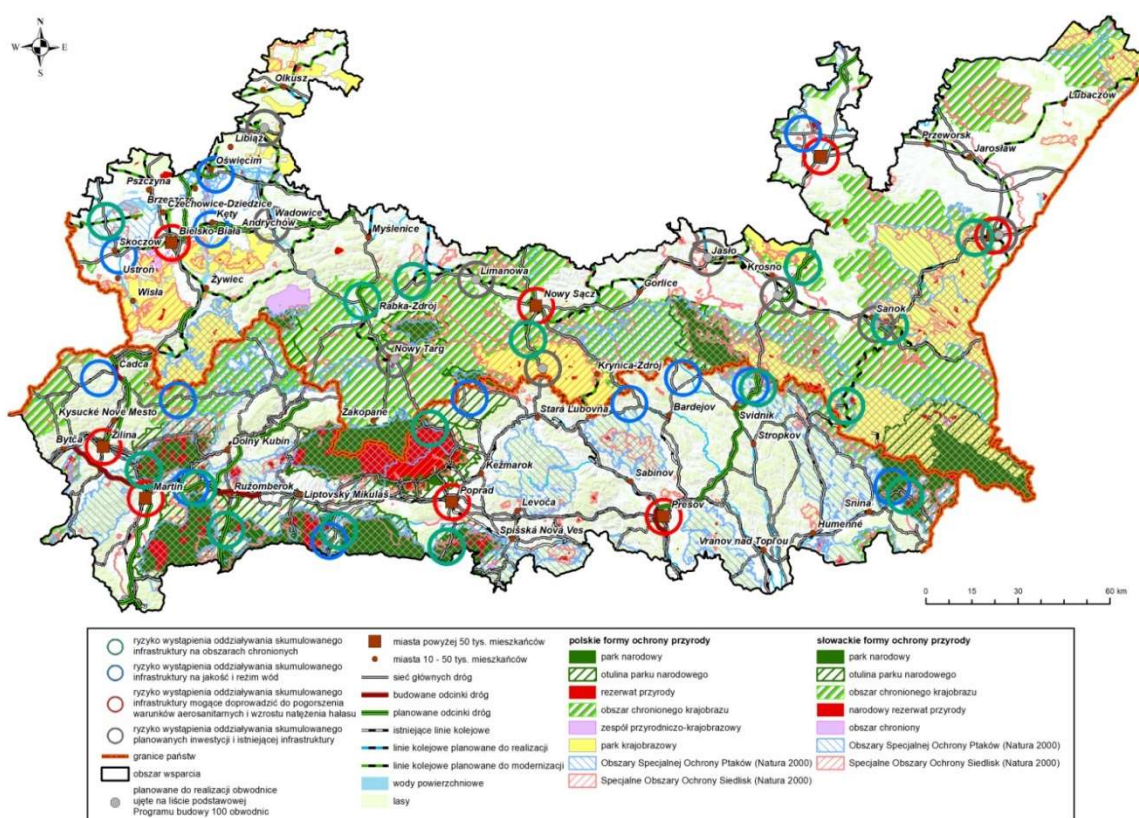 N
W E
S
Olkusz
Libiąż
Oświęcim
Pszczyna
Brzeszcze
Czechowice-Dziedzice
Kęty
Wadowice
Andrychów
Bielsko-Biała
Skoczów
Ustroń
Wisła
Żywiec
Myślenice
Limanowa
Rabka-Zdrój
Nowy Sącz
Nowy Targ
Gorlice
Jasło
Krosno
Sanok
Przeworsk
Jarosław
Lubaczów
Krynica-Zdrój
Zakopane
Čadca
Kysucké Nové Mesto
Bytča
Žilina
Martin
Dolný Kubín
Ružomberok
Liptovský Mikuláš
Kežmarok
Poprad
Levoča
Spišská Nova Ves
Stará Ľubovňa
Bardejov
Svidník
Stropkov
Sabinov
Prešov
Snina
Humenné
Vranov nad Topľou
0 15 30 60 km
ryzyko wystąpienia oddziaływania skumulowanego
infrastruktury na obszarach chronionych
ryzyko wystąpienia oddziaływania skumulowanego
infrastruktury na jakość i reżim wód
ryzyko wystąpienia oddziaływania skumulowanego
infrastruktury mogące doprowadzić do pogorszenia
warunków aerosanitarnych i wzrostu natężenia hałasu
ryzyko wystąpienia oddziaływania skumulowanego
planowanych inwestycji i istniejącej infrastruktury
granice państw
obszar wsparcia
planowane do realizacji obwodnice
ujęte na liście podstawowej
Programu budowy 100 obwodnic
miasta powyżej 50 tys. mieszkańców
miasta 10 - 50 tys. mieszkańców
sieć głównych dróg
budowane odcinki dróg
planowane odcinki dróg
istniejące linie kolejowe
linie kolejowe planowane do realizacji
linie kolejowe planowane do modernizacji
wody powierzchniowe
lasy
polskie formy ochrony przyrody
park narodowy
otulina parku narodowego
rezerwat przyrody
obszar chronionego krajobrazu
zespół przyrodniczo-krajobrazowy
park krajobrazowy
Obszary Specjalnej Ochrony Ptaków (Natura 2000)
Specjalne Obszary Ochrony Siedlisk (Natura 2000)
słowackie formy ochrony przyrody
park narodowy
otulina parku narodowego
obszar chronionego krajobrazu
narodowy rezerwat przyrody
obszar chroniony
Obszary Specjalnej Ochrony Ptaków (Natura 2000)
Specjalne Obszary Ochrony Siedlisk (Natura 2000)